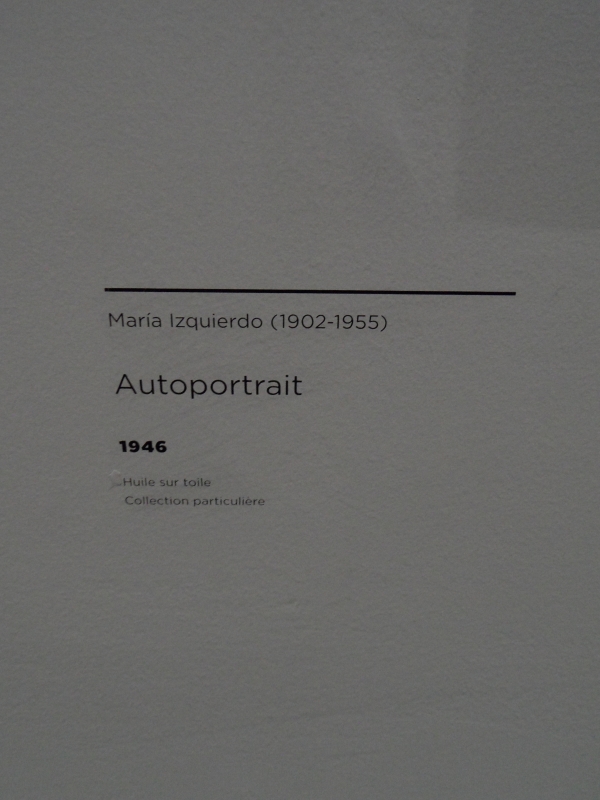 María Izquierdo (1902-1955)
Autoportrait
1946
Huile sur toile
Collection particulière